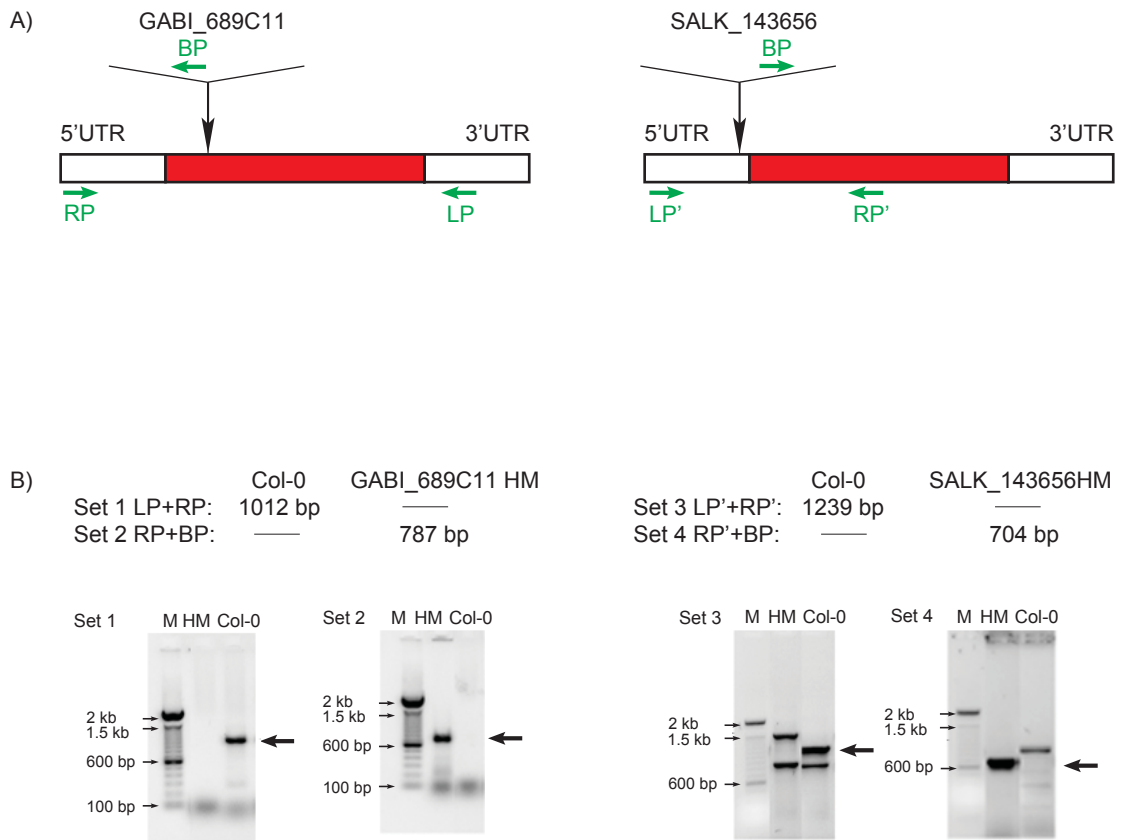 A)
GABI_689C11
BP
5'UTR
3'UTR
RP
LP
SALK_143656
BP
5'UTR
3'UTR
LP'
RP'
B)
Col-0 GABI_689C11 HM
Set 1 LP+RP: 1012 bp ——
Set 2 RP+BP: —— 787 bp
Col-0 SALK_143656HM
Set 3 LP'+RP': 1239 bp ——
Set 4 RP'+BP: —— 704 bp
Set 1 M HM Col-0
2 kb
1.5 kb
600 bp
100 bp
Set 2 M HM Col-0
2 kb
1.5 kb
600 bp
100 bp
Set 3 M HM Col-0
2 kb
1.5 kb
600 bp
Set 4 M HM Col-0
2 kb
1.5 kb
600 bp